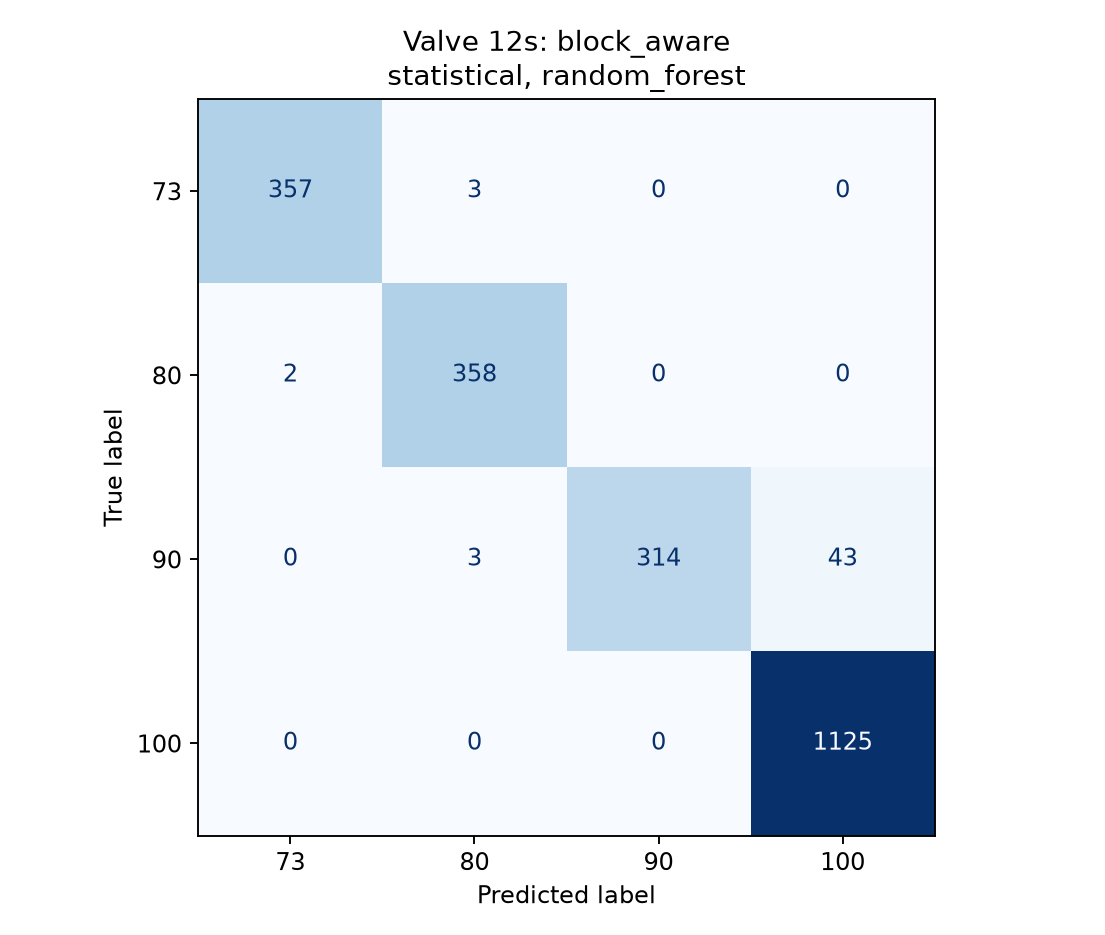 Valve 12s: block_aware
statistical, random_forest
True label
73 357 3 0 0
80 2 358 0 0
90 0 3 314 43
100 0 0 0 1125
73 80 90 100
Predicted label